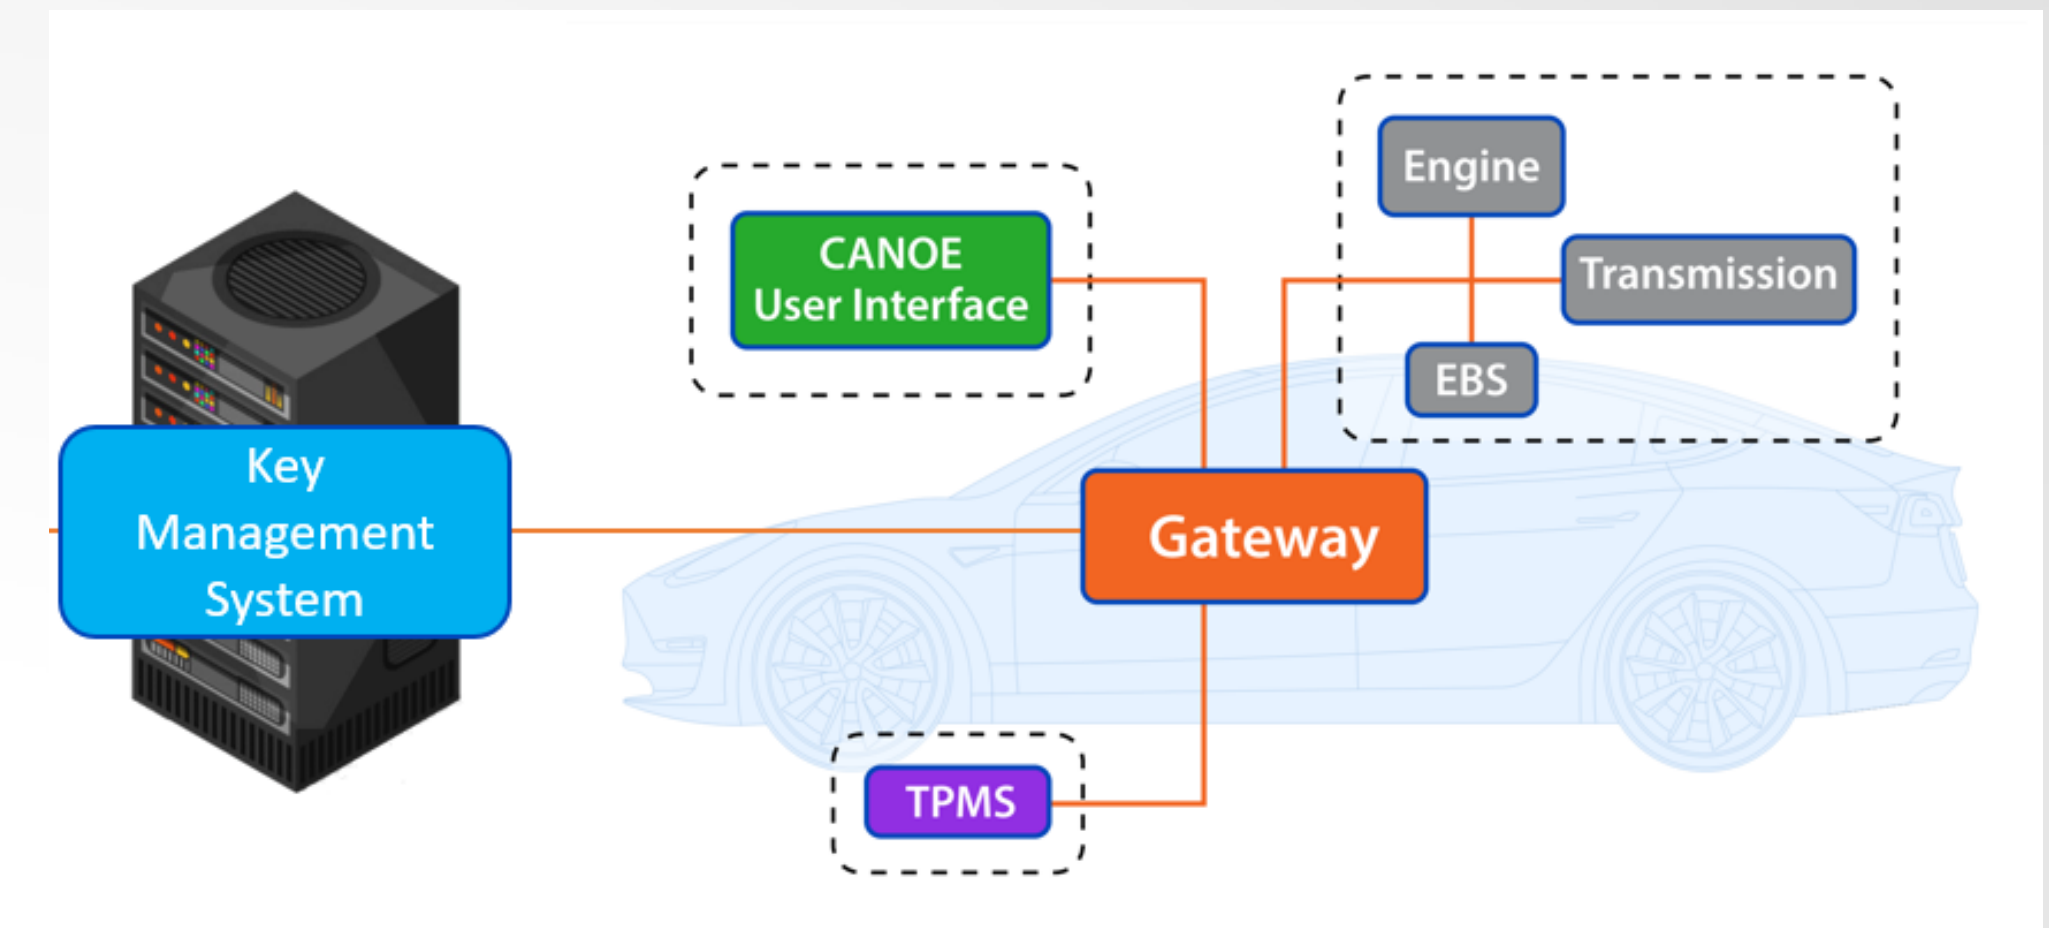 Engine
CANOE
User Interface
Transmission
EBS
Key
Management
System
Gateway
TPMS